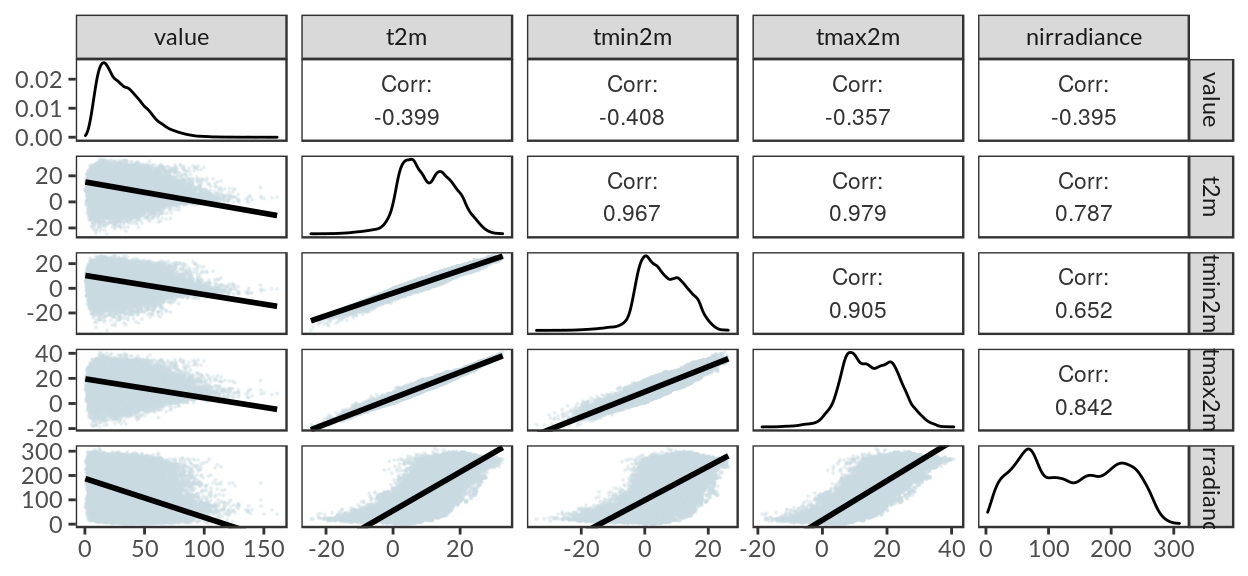 value t2m tmin2m tmax2m nirradiance
0.02
0.01
0.00
Corr:
-0.399
Corr:
-0.408
Corr:
-0.357
Corr:
-0.395
value
20
0
-20
Corr:
0.967
Corr:
0.979
Corr:
0.787
t2m
20
0
-20
Corr:
0.905
Corr:
0.652
tmin2m
40
20
0
-20
Corr:
0.842
tmax2m
300
200
100
0
rradianc
0 50 100 150 -20 0 20 -20 0 20 -20 0 20 40 0 100 200 300